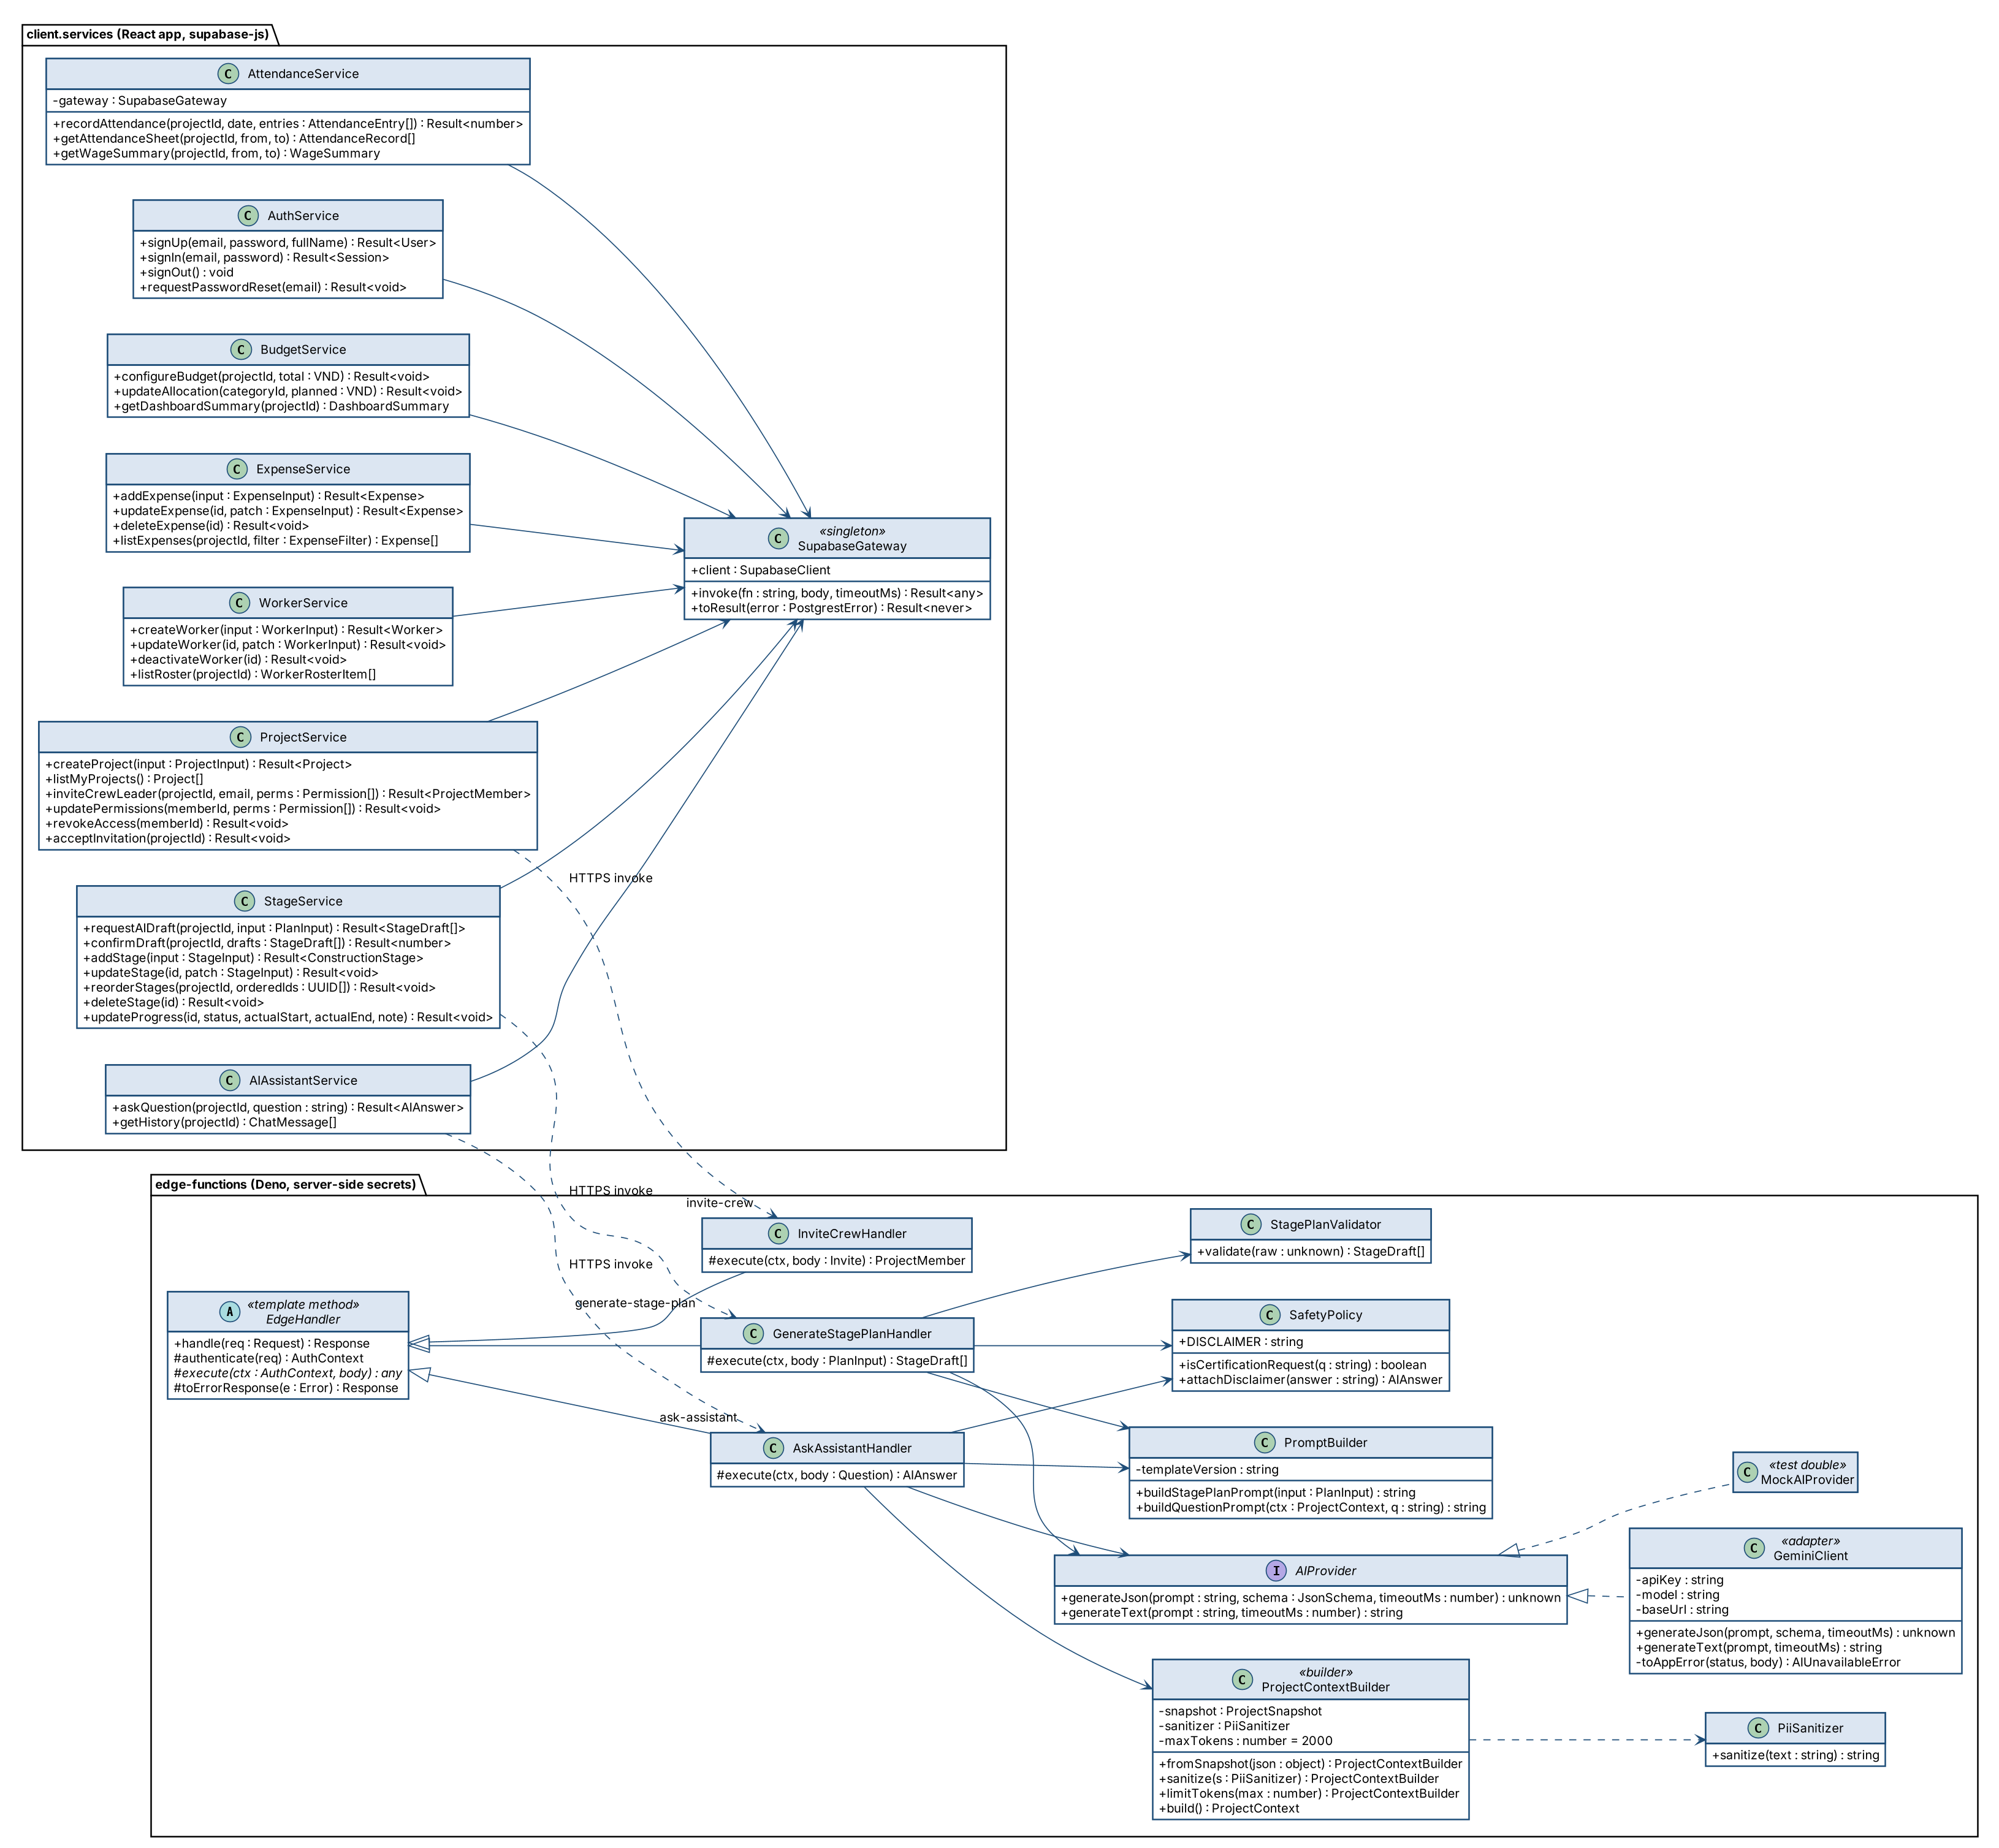 client.services (React app, supabase-js)
C AttendanceService
-gateway : SupabaseGateway
+recordAttendance(projectId, date, entries : AttendanceEntry[]) : Result<number>
+getAttendanceSheet(projectId, from, to) : AttendanceRecord[]
+getWageSummary(projectId, from, to) : WageSummary
C AuthService
+signUp(email, password, fullName) : Result<User>
+signIn(email, password) : Result<Session>
+signOut() : void
+requestPasswordReset(email) : Result<void>
C BudgetService
+configureBudget(projectId, total : VND) : Result<void>
+updateAllocation(categoryId, planned : VND) : Result<void>
+getDashboardSummary(projectId) : DashboardSummary
C ExpenseService
+addExpense(input : ExpenseInput) : Result<Expense>
+updateExpense(id, patch : ExpenseInput) : Result<Expense>
+deleteExpense(id) : Result<void>
+listExpenses(projectId, filter : ExpenseFilter) : Expense[]
«singleton»
C SupabaseGateway
+client : SupabaseClient
+invoke(fn : string, body, timeoutMs) : Result<any>
+toResult(error : PostgrestError) : Result<never>
C WorkerService
+createWorker(input : WorkerInput) : Result<Worker>
+updateWorker(id, patch : WorkerInput) : Result<void>
+deactivateWorker(id) : Result<void>
+listRoster(projectId) : WorkerRosterItem[]
C ProjectService
+createProject(input : ProjectInput) : Result<Project>
+listMyProjects() : Project[]
+inviteCrewLeader(projectId, email, perms : Permission[]) : Result<ProjectMember>
+updatePermissions(memberId, perms : Permission[]) : Result<void>
+revokeAccess(memberId) : Result<void>
+acceptInvitation(projectId) : Result<void>
HTTPS invoke
C StageService
+requestAIDraft(projectId, input : PlanInput) : Result<StageDraft[]>
+confirmDraft(projectId, drafts : StageDraft[]) : Result<number>
+addStage(input : StageInput) : Result<ConstructionStage>
+updateStage(id, patch : StageInput) : Result<void>
+reorderStages(projectId, orderedIds : UUID[]) : Result<void>
+deleteStage(id) : Result<void>
+updateProgress(id, status, actualStart, actualEnd, note) : Result<void>
C AIAssistantService
+askQuestion(projectId, question : string) : Result<AIAnswer>
+getHistory(projectId) : ChatMessage[]
edge-functions (Deno, server-side secrets)
HTTPS invoke
invite-crew
C InviteCrewHandler
#execute(ctx, body : Invite) : ProjectMember
C StagePlanValidator
+validate(raw : unknown) : StageDraft[]
HTTPS invoke
generate-stage-plan
«template method»
A EdgeHandler
+handle(req : Request) : Response
#authenticate(req) : AuthContext
#execute(ctx : AuthContext, body) : any
#toErrorResponse(e : Error) : Response
C GenerateStagePlanHandler
#execute(ctx, body : PlanInput) : StageDraft[]
C SafetyPolicy
+DISCLAIMER : string
+isCertificationRequest(q : string) : boolean
+attachDisclaimer(answer : string) : AIAnswer
ask-assistant
C AskAssistantHandler
#execute(ctx, body : Question) : AIAnswer
C PromptBuilder
-templateVersion : string
+buildStagePlanPrompt(input : PlanInput) : string
+buildQuestionPrompt(ctx : ProjectContext, q : string) : string
«test double»
C MockAIProvider
I AIProvider
+generateJson(prompt : string, schema : JsonSchema, timeoutMs : number) : unknown
+generateText(prompt : string, timeoutMs : number) : string
«adapter»
C GeminiClient
-apiKey : string
-model : string
-baseUrl : string
+generateJson(prompt, schema, timeoutMs) : unknown
+generateText(prompt, timeoutMs) : string
-toAppError(status, body) : AIUnavailableError
«builder»
C ProjectContextBuilder
-snapshot : ProjectSnapshot
-sanitizer : PiiSanitizer
-maxTokens : number = 2000
+fromSnapshot(json : object) : ProjectContextBuilder
+sanitize(s : PiiSanitizer) : ProjectContextBuilder
+limitTokens(max : number) : ProjectContextBuilder
+build() : ProjectContext
C PiiSanitizer
+sanitize(text : string) : string